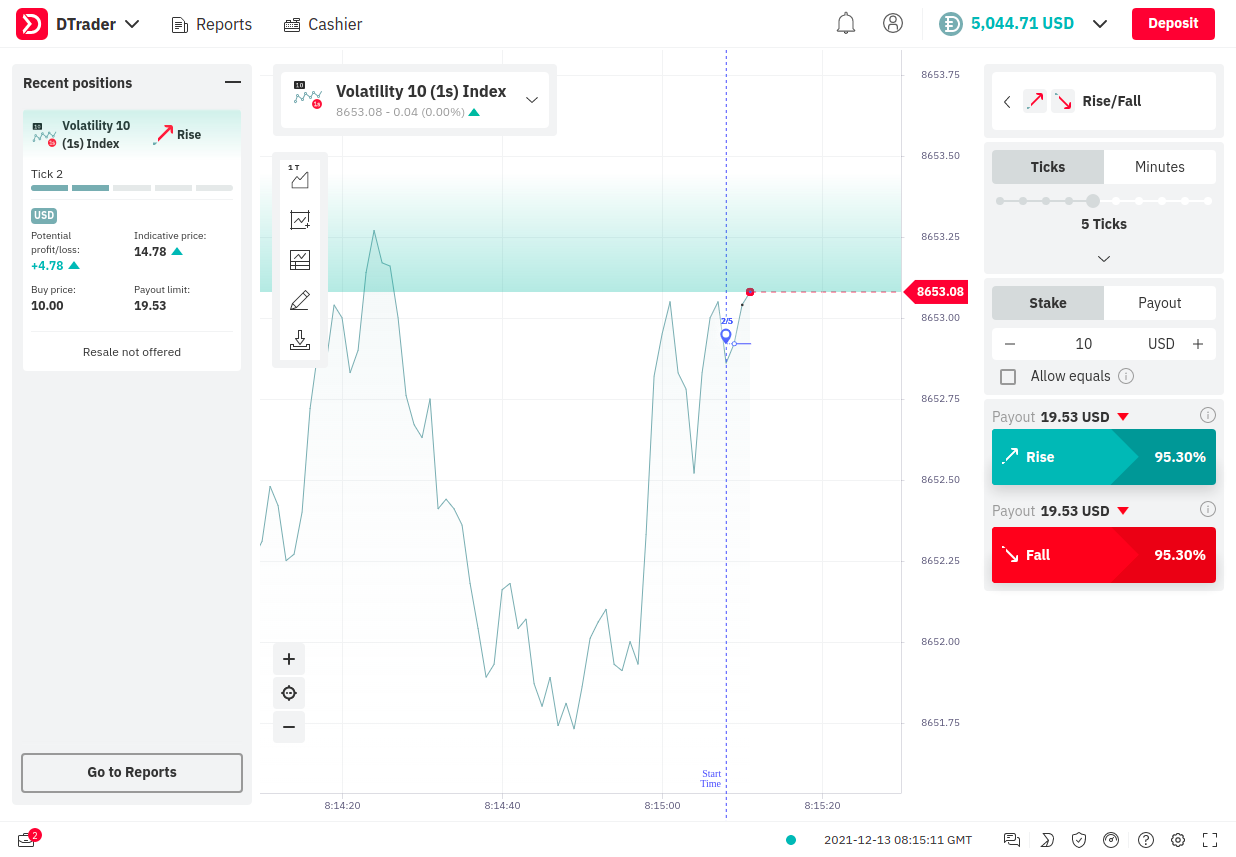 DTrader
Reports
Cashier
5,044.71 USD
Deposit
Recent positions
Volatility 10
(1s) Index
Rise
Tick 2
USD
Potential
profit/loss:
+4.78
Indicative price:
14.78
Buy price:
10.00
Payout limit:
19.53
Resale not offered
Go to Reports
10
1s
Volatility 10 (1s) Index
8653.08 - 0.04 (0.00%)
1 T
2/5
Start
Time
8653.75
8653.50
8653.25
8653.08
8653.00
8652.75
8652.50
8652.25
8652.00
8651.75
8:14:20
8:14:40
8:15:00
8:15:20
Rise/Fall
Ticks
Minutes
5 Ticks
Stake
Payout
10
USD
Allow equals
Payout 19.53 USD
Rise
95.30%
Payout 19.53 USD
Fall
95.30%
2
2021-12-13 08:15:11 GMT